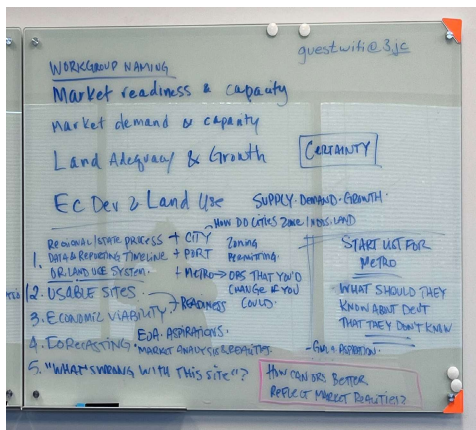 guestwifi@3jc
WORKGROUP NAMING
Market readiness & capacity
Market demand & capacity
Land Adequacy & Growth
CERTAINTY
Ec Dev & Land Use
SUPPLY · DEMAND · GROWTH ·
HOW DO CITIES ZONE INDUS. LAND
1. REGIONAL/STATE PROCESS
DATA & REPORTING TIMELINE
OR. LAND USE SYSTEM.
+ CITY
+ PORT
+ METRO → OPS THAT YOU'D
CHANGE IF YOU
COULD.
Zoning
PERMITTING.
2. USABLE SITES
3. ECONOMIC VIABILITY
→ READINESS
EOA · ASPIRATIONS.
4. FORECASTING · MARKET ANALYSIS & REALITIES.
5. "WHAT'S WRONG WITH THIS SITE"?
START LIST FOR
METRO
WHAT SHOULD THEY
KNOW ABOUT
THAT THEY DON'T KNOW
ASPIRATION.
HOW CAN ORS BETTER
REFLECT MARKET REALITIES?